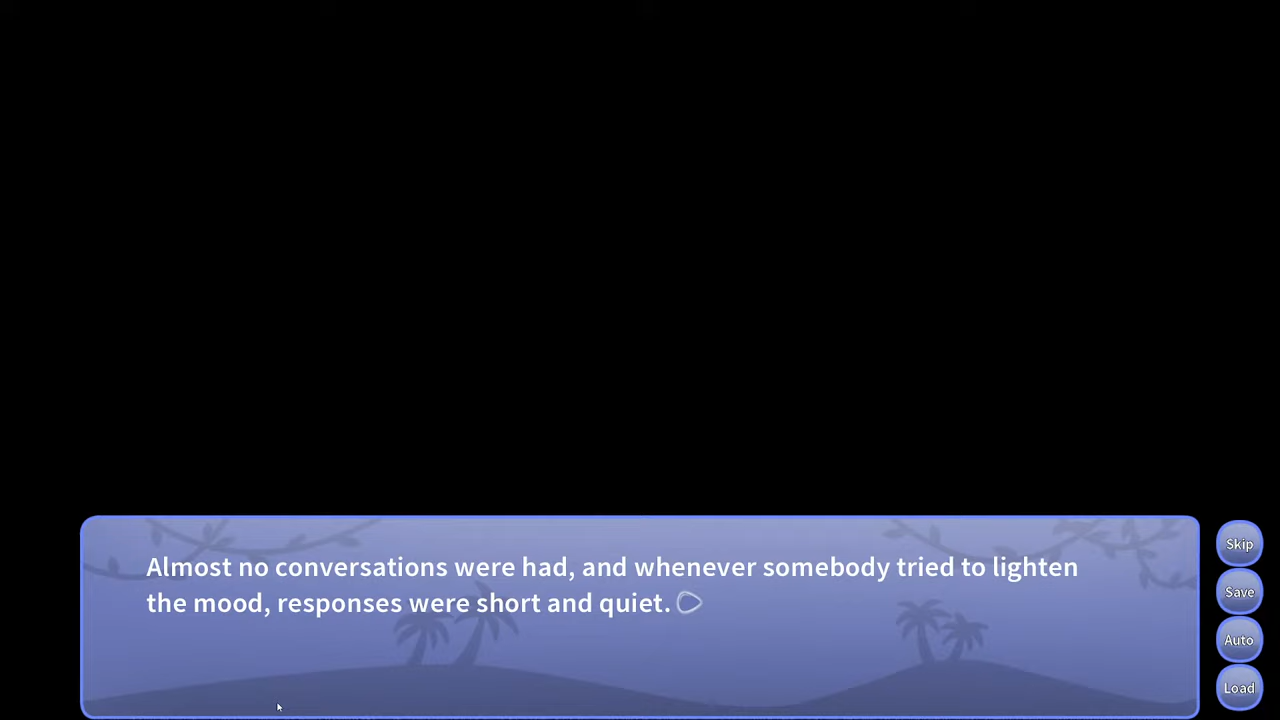 Almost no conversations were had, and whenever somebody tried to lighten
the mood, responses were short and quiet.
Skip
Save
Auto
Load